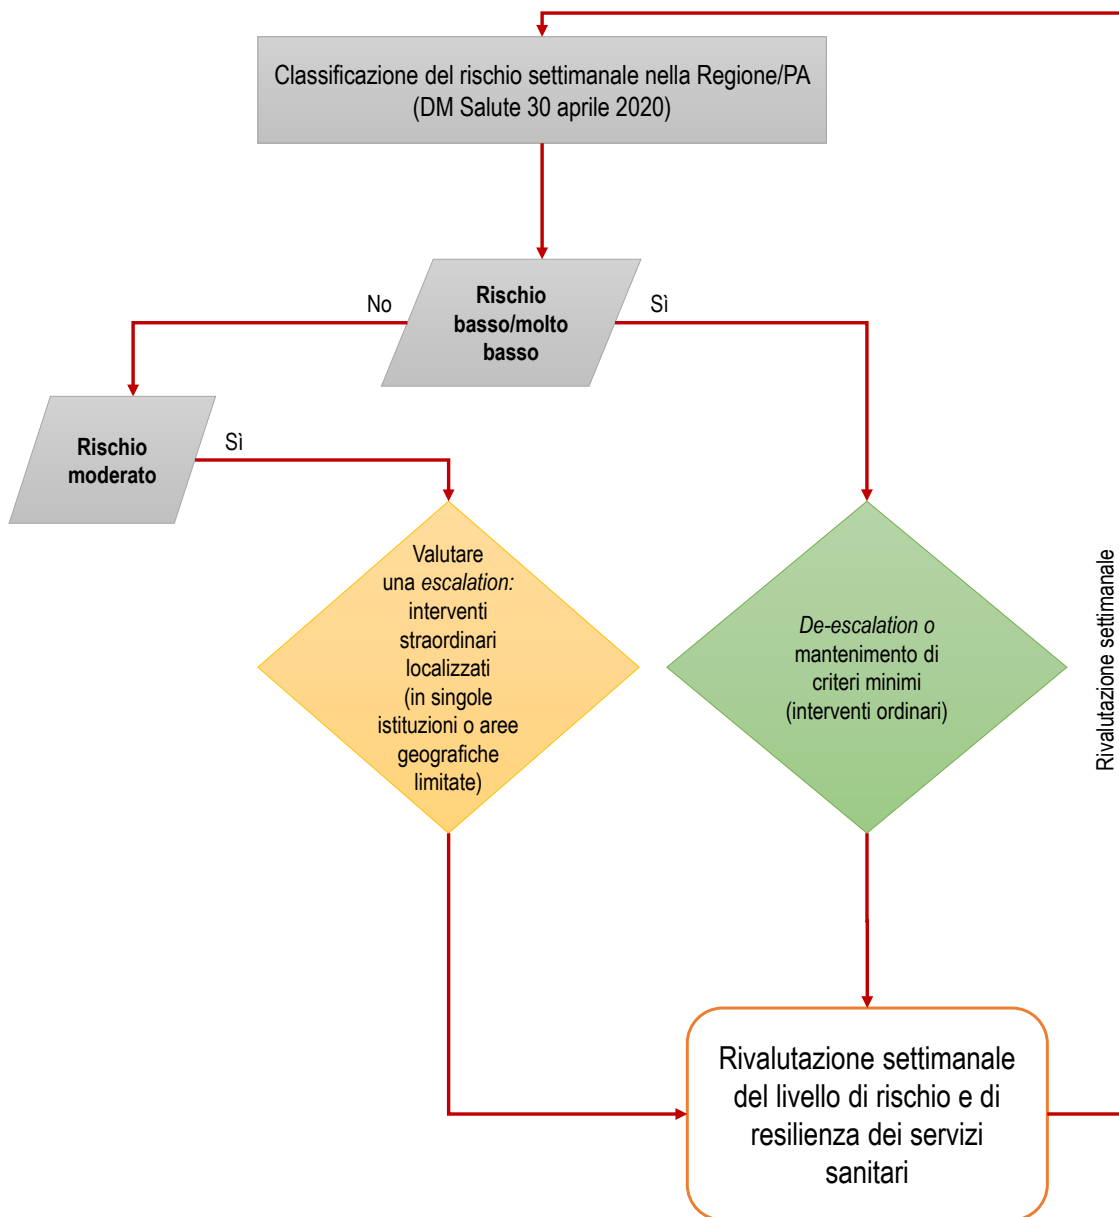 Classificazione del rischio settimanale nella Regione/PA
(DM Salute 30 aprile 2020)
Rischio
basso/molto
basso
No
Sì
Rischio
moderato
Sì
Valutare
una escalation:
interventi
straordinari
localizzati
(in singole
istituzioni o aree
geografiche
limitate)
De-escalation o
mantenimento di
criteri minimi
(interventi ordinari)
Rivalutazione settimanale
Rivalutazione settimanale
del livello di rischio e di
resilienza dei servizi
sanitari